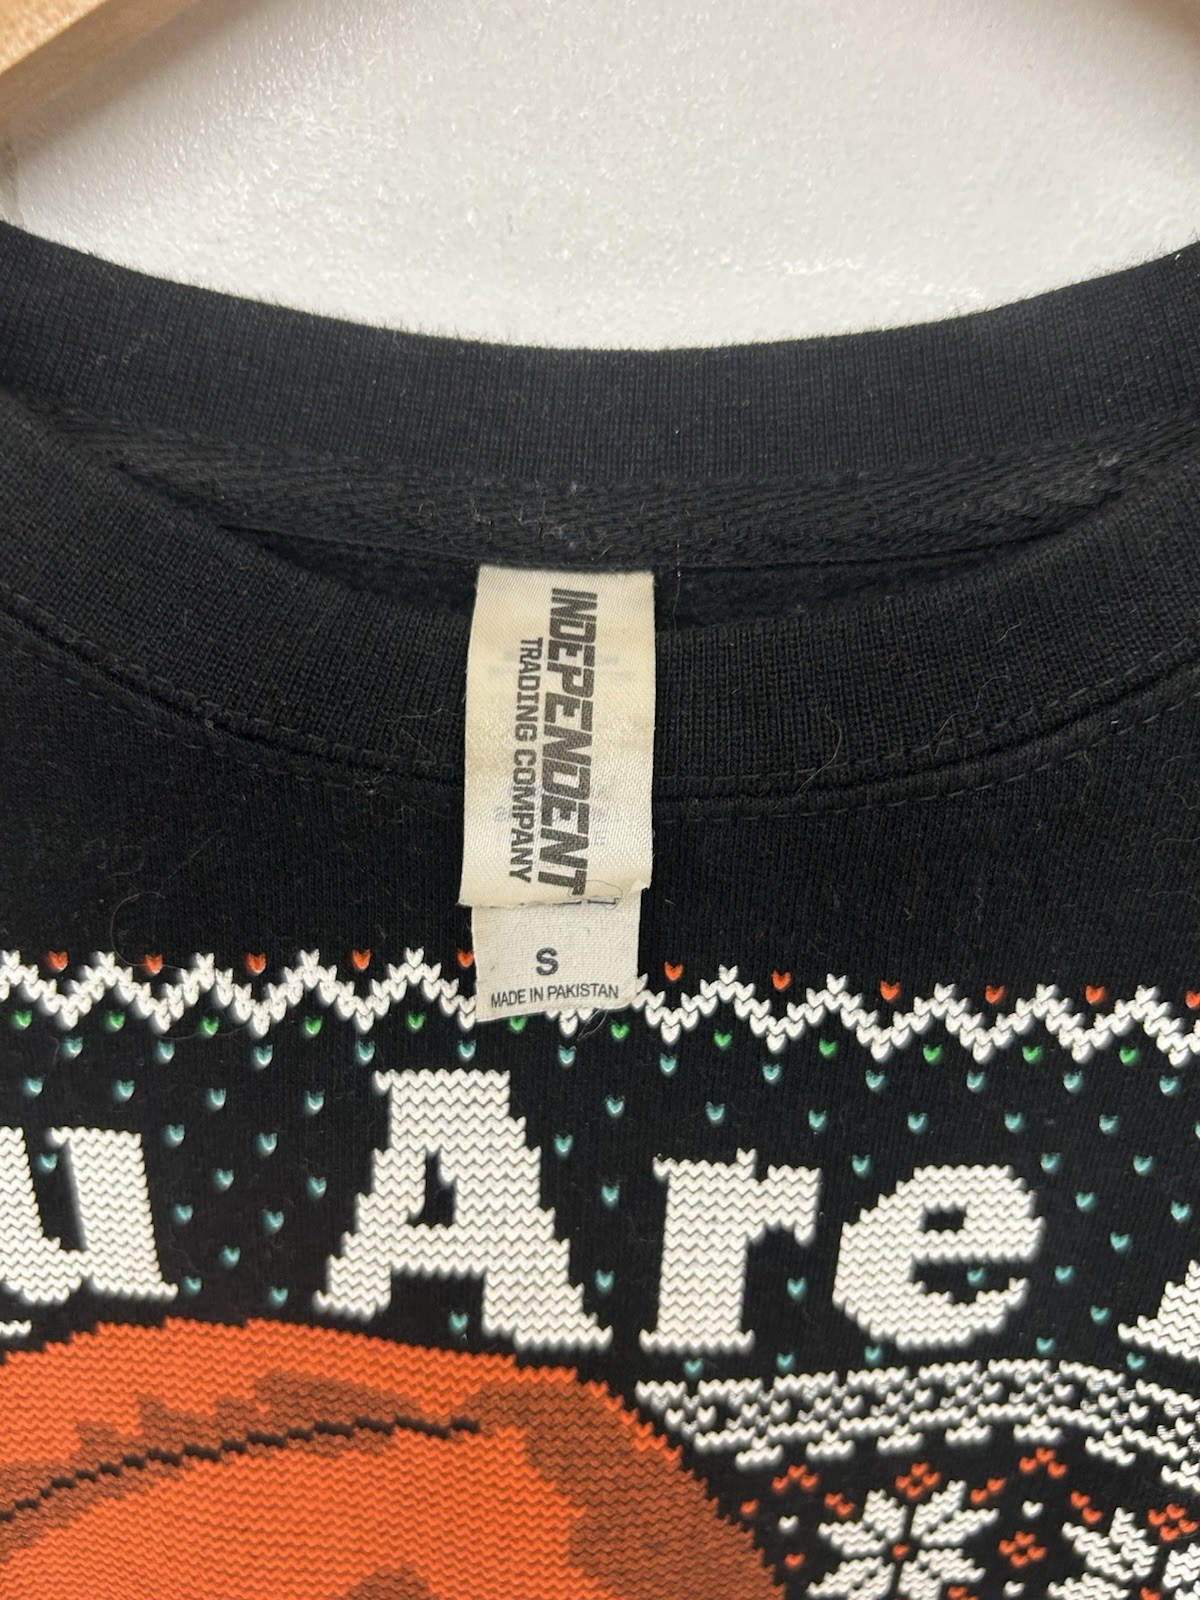 INDEPENDENT
TRADING COMPANY
S
MADE IN PAKISTAN
u Are A